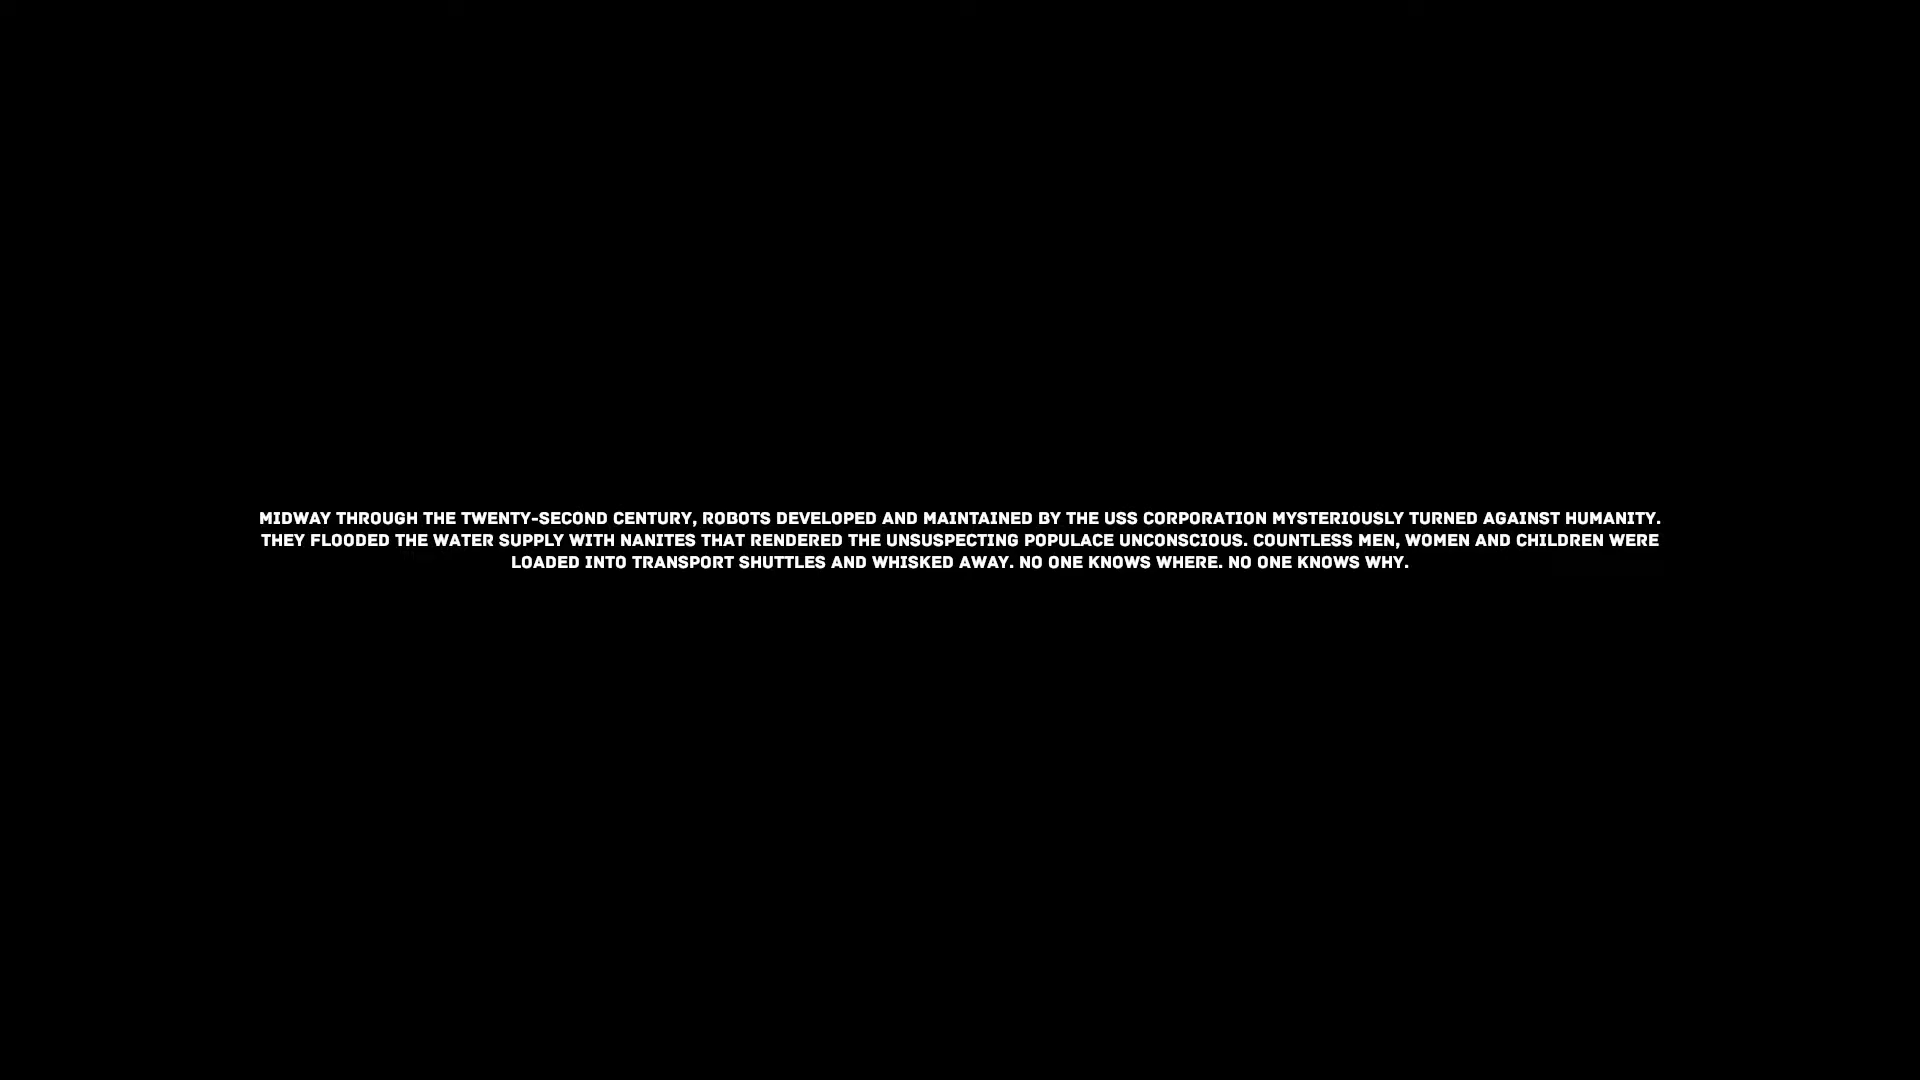 MIDWAY THROUGH THE TWENTY-SECOND CENTURY, ROBOTS DEVELOPED AND MAINTAINED BY THE USS CORPORATION MYSTERIOUSLY TURNED AGAINST HUMANITY.
THEY FLOODED THE WATER SUPPLY WITH NANITES THAT RENDERED THE UNSUSPECTING POPULACE UNCONSCIOUS. COUNTLESS MEN, WOMEN AND CHILDREN WERE
LOADED INTO TRANSPORT SHUTTLES AND WHISKED AWAY. NO ONE KNOWS WHERE. NO ONE KNOWS WHY.